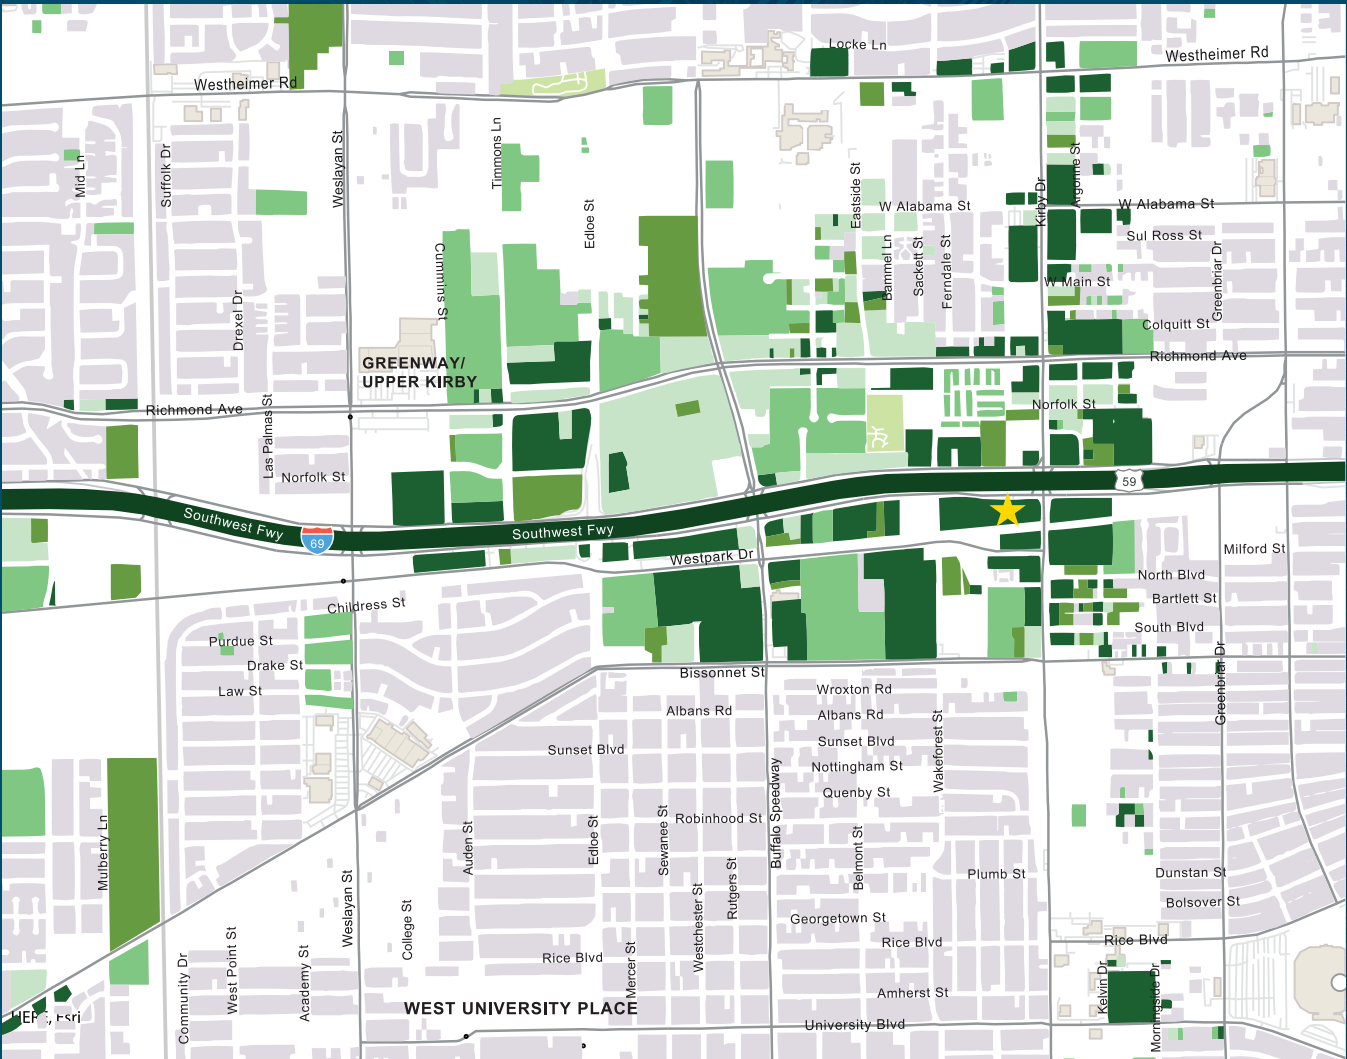 Locke Ln
Westheimer Rd
Westheimer Rd
Mid Ln
Suffolk Dr
Weslayan St
Timmons Ln
Edloe St
Eastside St
Kirby Dr
Argonne St
W Alabama St
W Alabama St
Sul Ross St
Cummins St
Bammel Ln
Sackett St
Ferndale St
Greenbriar Dr
W Main St
Drexel Dr
Colquitt St
Richmond Ave
GREENWAY/
UPPER KIRBY
Las Palmas St
Richmond Ave
Norfolk St
Norfolk St
59
Southwest Fwy
69
Southwest Fwy
Westpark Dr
Milford St
North Blvd
Bartlett St
South Blvd
Childress St
Purdue St
Drake St
Law St
Bissonnet St
Greenbriar Dr
Wroxton Rd
Albans Rd
Albans Rd
Sunset Blvd
Sunset Blvd
Wakeforest St
Nottingham St
Quenby St
Buffalo Speedway
Robinhood St
Mulberry Ln
Auden St
Edloe St
Sewanee St
Rutgers St
Belmont St
Plumb St
Dunstan St
Bolsover St
Weslayan St
College St
Westchester St
Georgetown St
Rice Blvd
Rice Blvd
Rice Blvd
Community Dr
West Point St
Academy St
Mercer St
Kelvin Dr
Morningside Dr
Amherst St
WEST UNIVERSITY PLACE
University Blvd
HERE, Esri